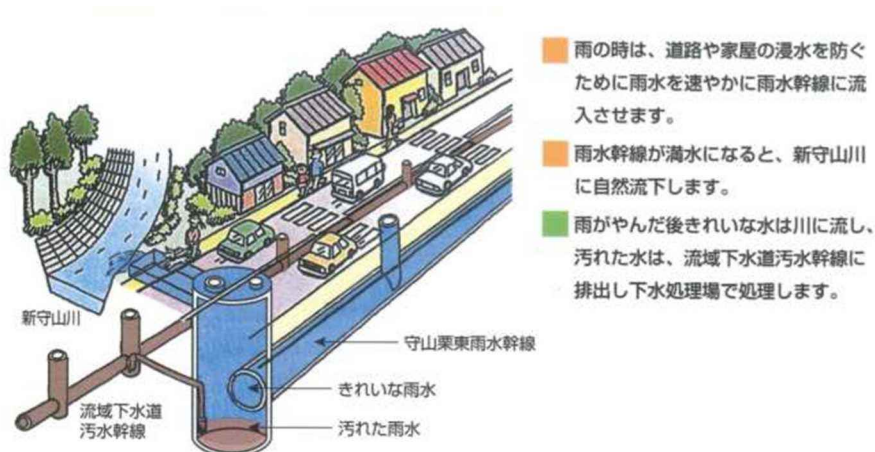 雨の時は、道路や家屋の浸水を防ぐ
ために雨水を速やかに雨水幹線に流
入させます。
雨水幹線が満水になると、新守山川
に自然流下します。
雨がやんだ後きれいな水は川に流し、
汚れた水は、流域下水道汚水幹線に
排出し下水処理場で処理します。
新守山川
守山栗東雨水幹線
きれいな雨水
汚れた雨水
流域下水道
汚水幹線